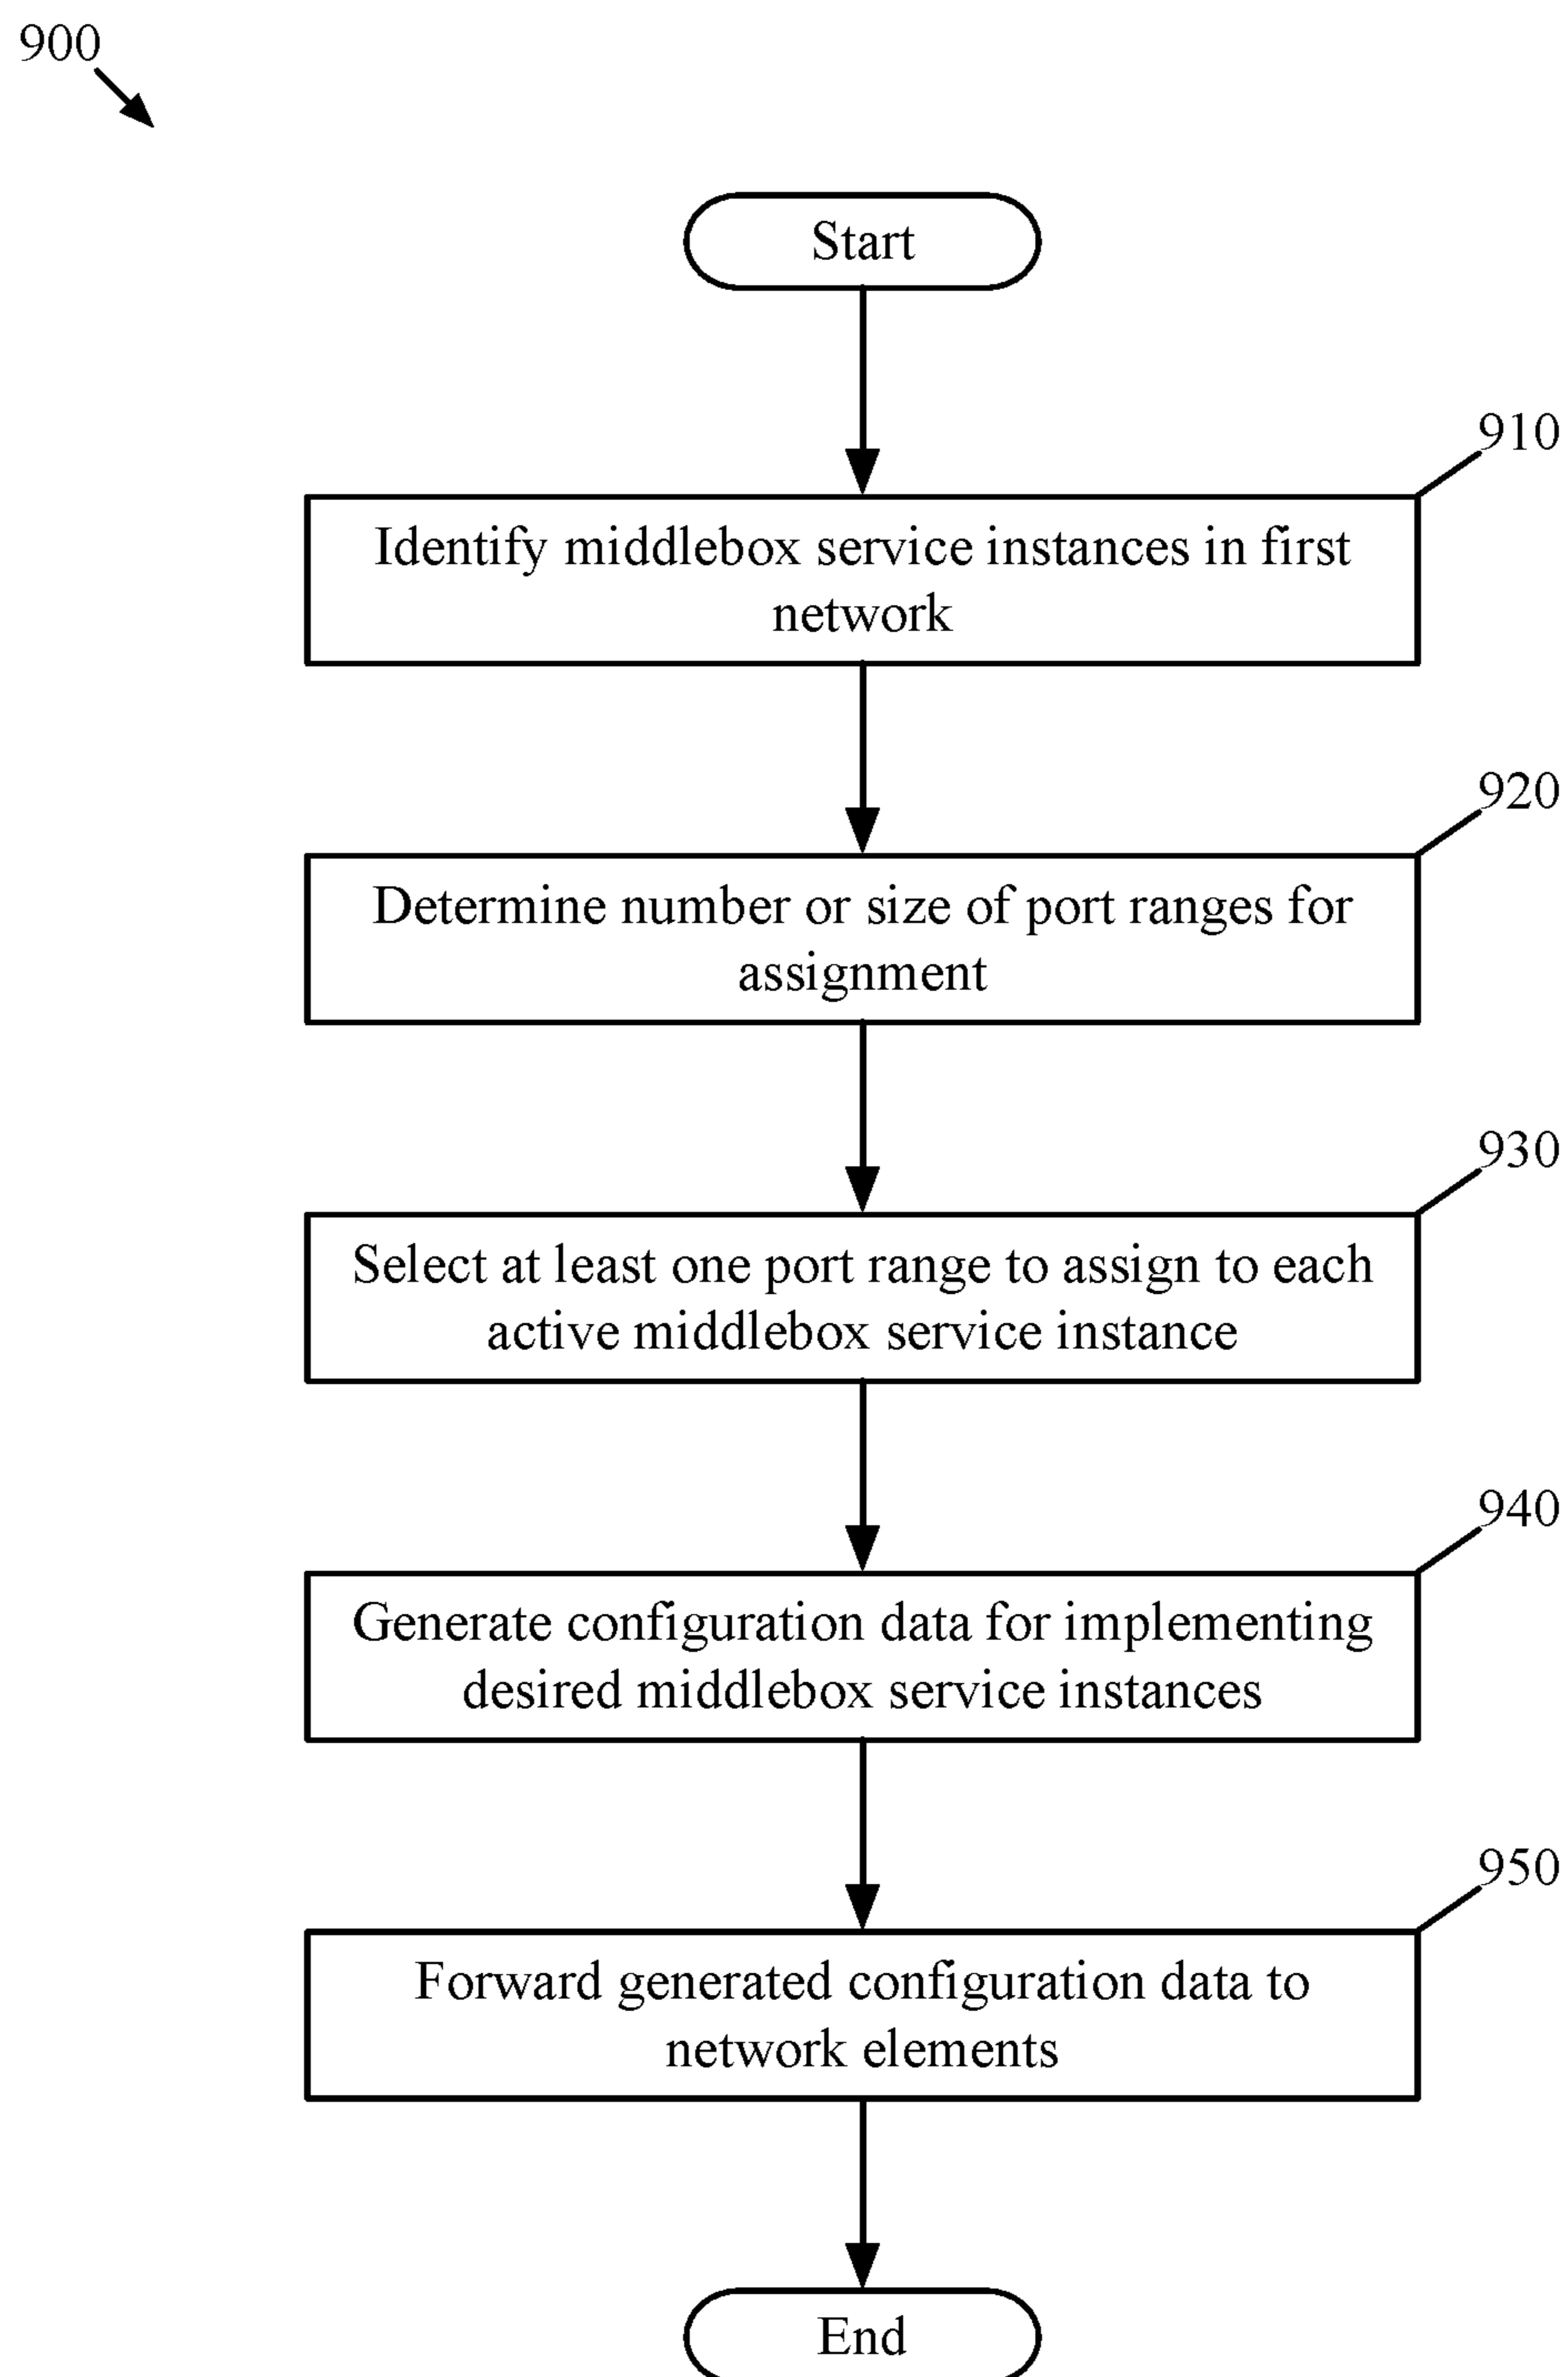 900
Start
910
Identify middlebox service instances in first
network
920
Determine number or size of port ranges for
assignment
930
Select at least one port range to assign to each
active middlebox service instance
940
Generate configuration data for implementing
desired middlebox service instances
950
Forward generated configuration data to
network elements
End